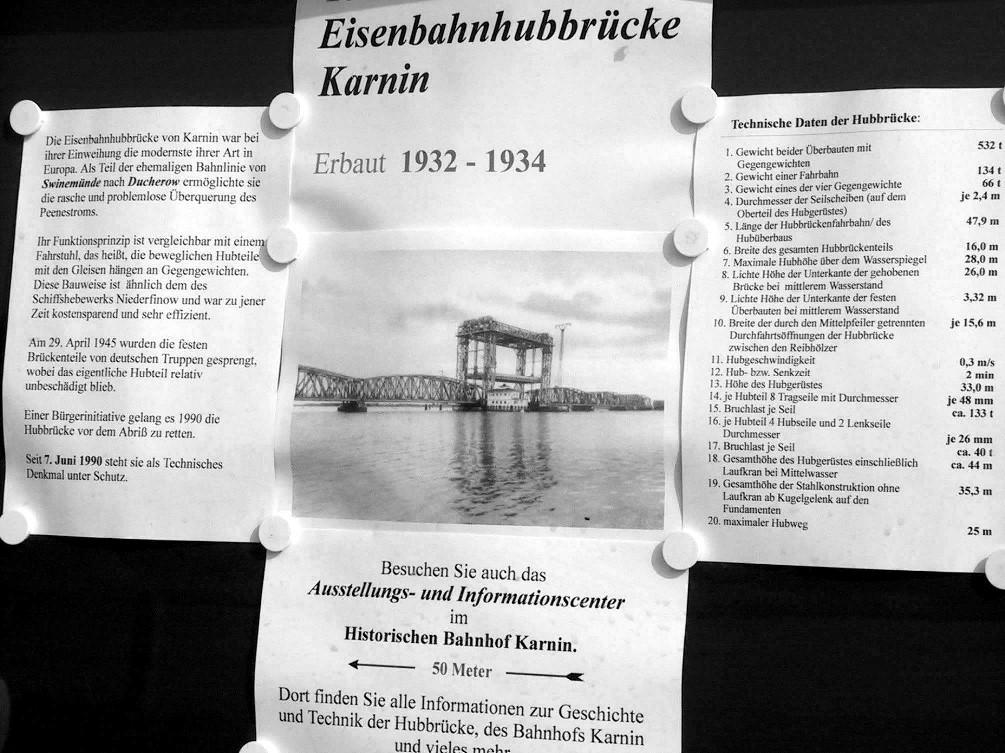 Eisenbahnhubbrücke
Karnin
Erbaut 1932 - 1934
Die Eisenbahnhubbrücke von Karnin war bei
ihrer Einweihung die modernste ihrer Art in
Europa. Als Teil der ehemaligen Bahnlinie von
Swinemünde nach Ducherow ermöglichte sie
die rasche und problemlose Überquerung des
Peenestroms.
Ihr Funktionsprinzip ist vergleichbar mit einem
Fahrstuhl, das heißt, die beweglichen Hubteile
mit den Gleisen hängen an Gegengewichten.
Diese Bauweise ist ähnlich dem des
Schiffshebewerks Niederfinow und war zu jener
Zeit kostensparend und sehr effizient.
Am 29. April 1945 wurden die festen
Brückenteile von deutschen Truppen gesprengt,
wobei das eigentliche Hubteil relativ
unbeschädigt blieb.
Einer Bürgerinitiative gelang es 1990 die
Hubbrücke vor dem Abriß zu retten.
Seit 7. Juni 1990 steht sie als Technisches
Denkmal unter Schutz.
Technische Daten der Hubbrücke:
1. Gewicht beider Überbauten mit 532 t
Gegengewichten
2. Gewicht einer Fahrbahn 134 t
3. Gewicht eines der vier Gegengewichte 66 t
4. Durchmesser der Seilscheiben (auf dem je 2,4 m
Oberteil des Hubgerüstes)
5. Länge der Hubbrückenfahrbahn/ des 47,9 m
Hubüberbaus
6. Breite des gesamten Hubbrückenteils 16,0 m
7. Maximale Hubhöhe über dem Wasserspiegel 28,0 m
8. Lichte Höhe der Unterkante der gehobenen 26,0 m
Brücke bei mittlerem Wasserstand
9. Lichte Höhe der Unterkante der festen 3,32 m
Überbauten bei mittlerem Wasserstand
10. Breite der durch den Mittelpfeiler getrennten je 15,6 m
Durchfahrtsöffnungen der Hubbrücke
zwischen den Reibhölzer
11. Hubgeschwindigkeit 0,3 m/s
12. Hub- bzw. Senkzeit 2 min
13. Höhe des Hubgerüstes 33,0 m
14. je Hubteil 8 Tragseile mit Durchmesser je 48 mm
15. Bruchlast je Seil ca. 133 t
16. je Hubteil 4 Hubseile und 2 Lenkseile
Durchmesser je 26 mm
17. Bruchlast je Seil ca. 40 t
18. Gesamthöhe des Hubgerüstes einschließlich ca. 44 m
Laufkran bei Mittelwasser
19. Gesamthöhe der Stahlkonstruktion ohne 35,3 m
Laufkran ab Kugelgelenk auf den
Fundamenten
20. maximaler Hubweg 25 m
Besuchen Sie auch das
Ausstellungs- und Informationscenter
im
Historischen Bahnhof Karnin.
50 Meter
Dort finden Sie alle Informationen zur Geschichte
und Technik der Hubbrücke, des Bahnhofs Karnin
und vieles mehr